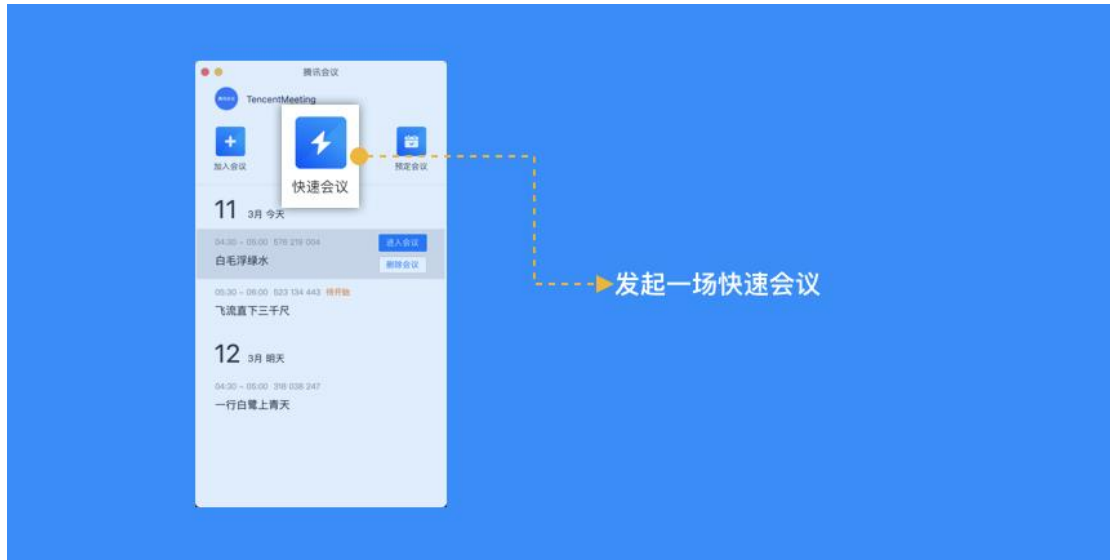 腾讯会议
TencentMeeting
加入会议
快速会议
预定会议
11 3月 今天
04:30 - 05:00 578 219 004
进入会议
白毛浮绿水
删除会议
05:30 - 06:00 523 134 443 待开始
飞流直下三千尺
12 3月 明天
04:30 - 05:00 318 038 247
一行白鹭上青天
发起一场快速会议